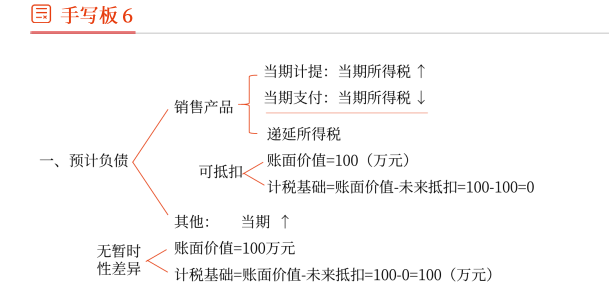 手写板 6
当期计提：当期所得税 ↑
当期支付：当期所得税 ↓
销售产品
递延所得税
一、预计负债
账面价值=100（万元）
可抵扣
计税基础=账面价值-未来抵扣=100-100=0
其他： 当期 ↑
无暂时
性差异
账面价值=100万元
计税基础=账面价值-未来抵扣=100-0=100（万元）